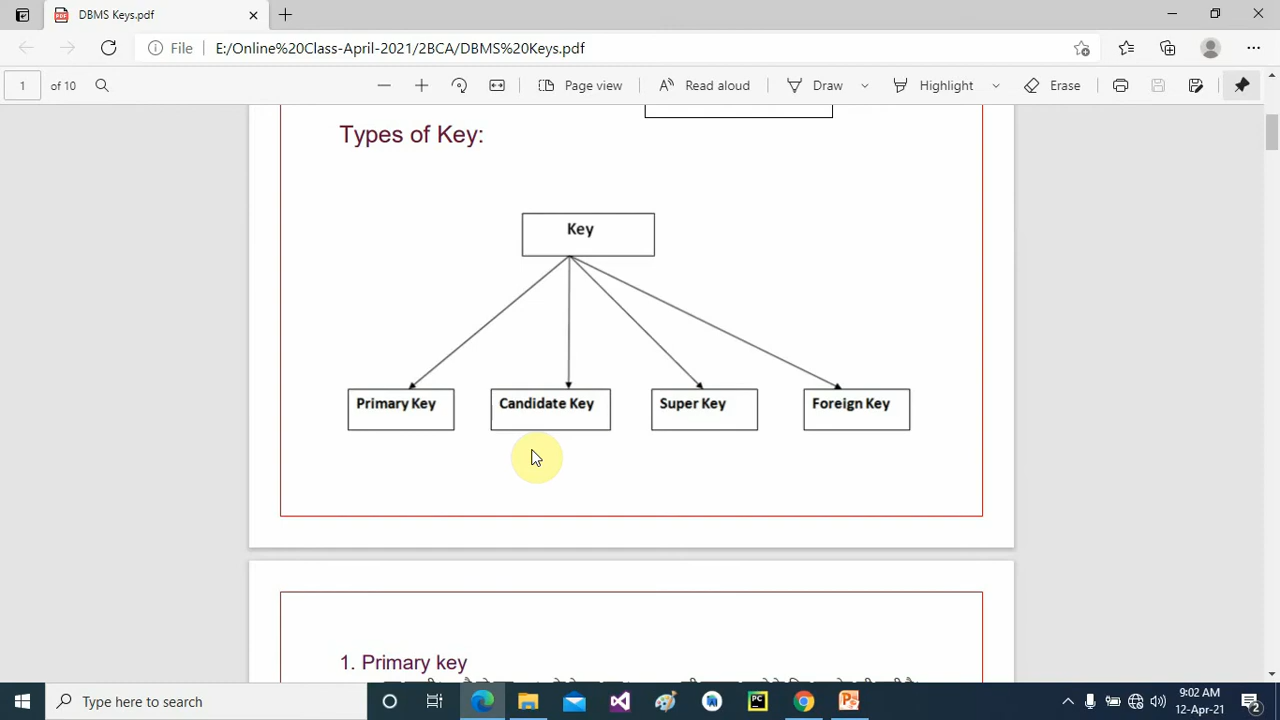 DBMS Keys.pdf
File
E:/Online%20Class-April-2021/2BCA/DBMS%20Keys.pdf
1 of 10
Page view
Read aloud
Draw
Highlight
Erase
Types of Key:
Key
Primary Key
Candidate Key
Super Key
Foreign Key
1. Primary key
Type here to search
9:02 AM
12-Apr-21
2